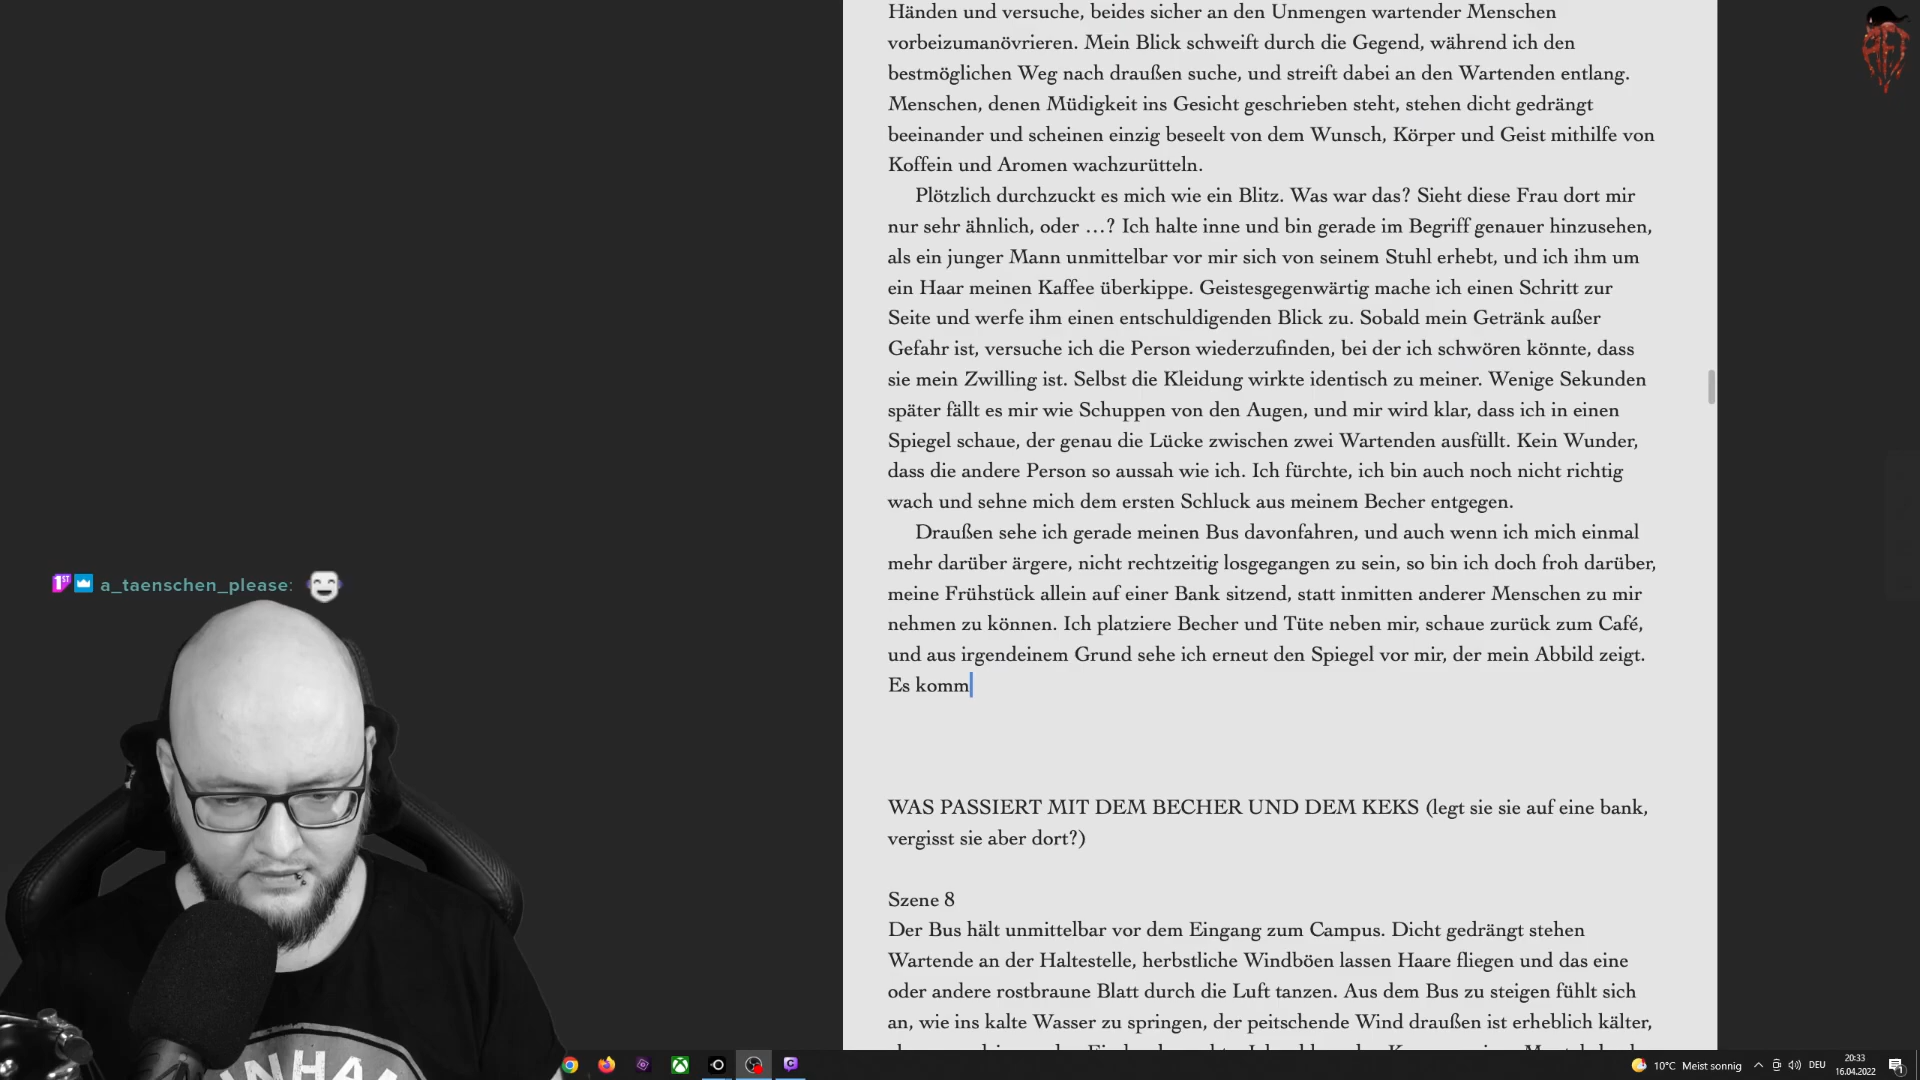 Händen und versuche, beides sicher an den Unmengen wartender Menschen
vorbeizumanövrieren. Mein Blick schweift durch die Gegend, während ich den
bestmöglichen Weg nach draußen suche, und streift dabei an den Wartenden entlang.
Menschen, denen Müdigkeit ins Gesicht geschrieben steht, stehen dicht gedrängt
beeinander und scheinen einzig beseelt von dem Wunsch, Körper und Geist mithilfe von
Koffein und Aromen wachzurütteln.
Plötzlich durchzuckt es mich wie ein Blitz. Was war das? Sieht diese Frau dort mir
nur sehr ähnlich, oder …? Ich halte inne und bin gerade im Begriff genauer hinzusehen,
als ein junger Mann unmittelbar vor mir sich von seinem Stuhl erhebt, und ich ihm um
ein Haar meinen Kaffee überkippe. Geistesgegenwärtig mache ich einen Schritt zur
Seite und werfe ihm einen entschuldigenden Blick zu. Sobald mein Getränk außer
Gefahr ist, versuche ich die Person wiederzufinden, bei der ich schwören könnte, dass
sie mein Zwilling ist. Selbst die Kleidung wirkte identisch zu meiner. Wenige Sekunden
später fällt es mir wie Schuppen von den Augen, und mir wird klar, dass ich in einen
Spiegel schaue, der genau die Lücke zwischen zwei Wartenden ausfüllt. Kein Wunder,
dass die andere Person so aussah wie ich. Ich fürchte, ich bin auch noch nicht richtig
wach und sehne mich dem ersten Schluck aus meinem Becher entgegen.
Draußen sehe ich gerade meinen Bus davonfahren, und auch wenn ich mich einmal
mehr darüber ärgere, nicht rechtzeitig losgegangen zu sein, so bin ich doch froh darüber,
meine Frühstück allein auf einer Bank sitzend, statt inmitten anderer Menschen zu mir
nehmen zu können. Ich platziere Becher und Tüte neben mir, schaue zurück zum Café,
und aus irgendeinem Grund sehe ich erneut den Spiegel vor mir, der mein Abbild zeigt.
Es komm
1ST a_taenschen_please:
WAS PASSIERT MIT DEM BECHER UND DEM KEKS (legt sie sie auf eine bank,
vergisst sie aber dort?)
Szene 8
Der Bus hält unmittelbar vor dem Eingang zum Campus. Dicht gedrängt stehen
Wartende an der Haltestelle, herbstliche Windböen lassen Haare fliegen und das eine
oder andere rostbraune Blatt durch die Luft tanzen. Aus dem Bus zu steigen fühlt sich
an, wie ins kalte Wasser zu springen, der peitschende Wind draußen ist erheblich kälter,
10°C Meist sonnig DEU 20:33
16.04.2022